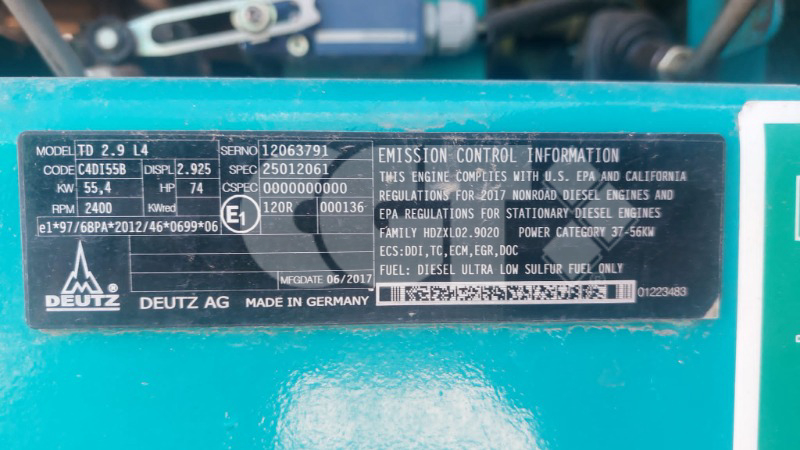 MODEL TD 2.9 L4 SERNO 12063791
CODE C4DI55B DISPL 2.925 SPEC 25012061
KW 55,4 HP 74 CSPEC 0000000000
RPM 2400 KWred E1 120R 000136
e1*97/68PA*2012/46*0699*06
MFGDATE 06/2017
DEUTZ ® DEUTZ AG MADE IN GERMANY
EMISSION CONTROL INFORMATION
THIS ENGINE COMPLIES WITH U.S. EPA AND CALIFORNIA
REGULATIONS FOR 2017 NONROAD DIESEL ENGINES AND
EPA REGULATIONS FOR STATIONARY DIESEL ENGINES
FAMILY HDZXL02.9020 POWER CATEGORY 37-56KW
ECS:DDI,TC,ECM,EGR,DOC
FUEL: DIESEL ULTRA LOW SULFUR FUEL ONLY
01223483